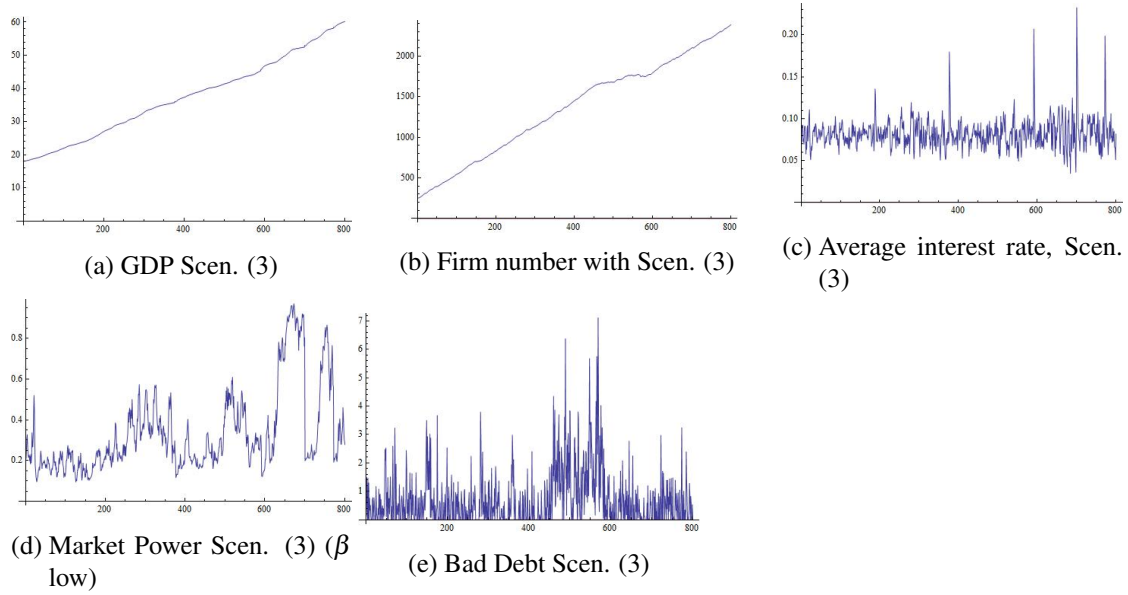 60
50
40
30
20
10
200 400 600 800
(a) GDP Scen. (3)
2000
1500
1000
500
200 400 600 800
(b) Firm number with Scen. (3)
0.20
0.15
0.10
0.05
200 400 600 800
(c) Average interest rate, Scen.
(3)
0.8
0.6
0.4
0.2
200 400 600 800
(d) Market Power Scen. (3) (β
low)
7
6
5
4
3
2
1
200 400 600 800
(e) Bad Debt Scen. (3)